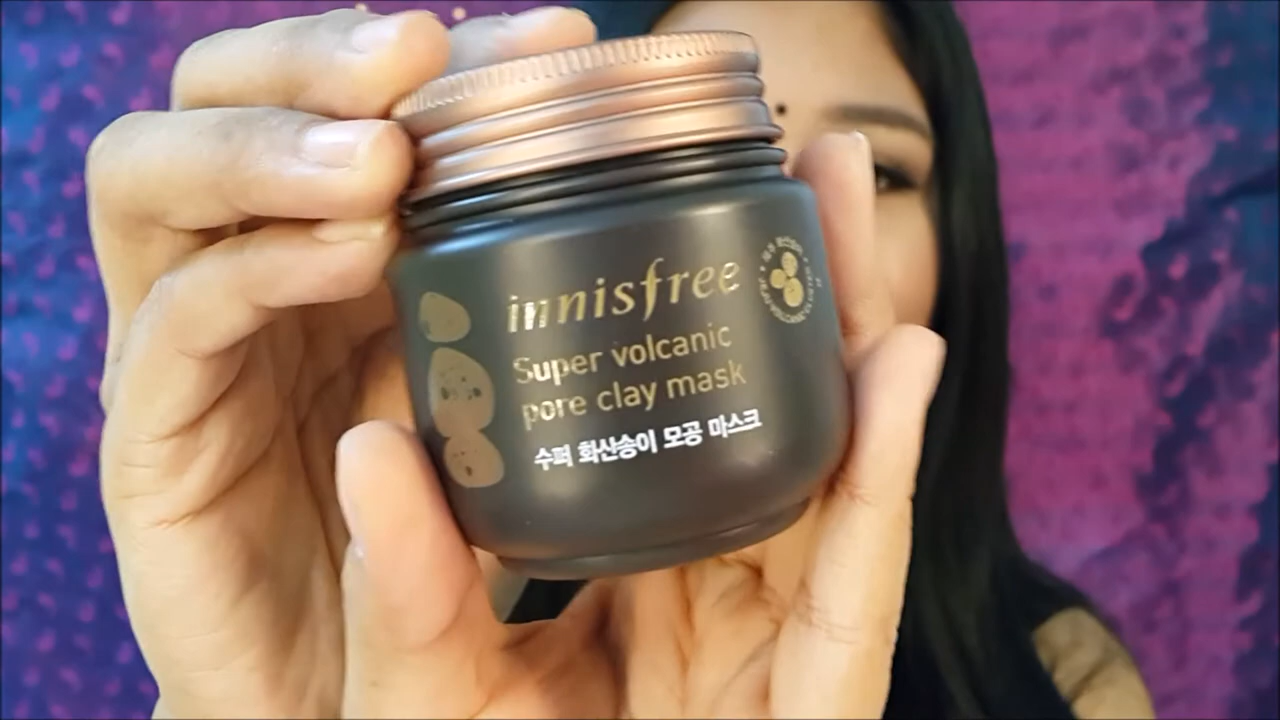 innisfree
Super volcanic
pore clay mask
수퍼 화산송이 모공 마스크